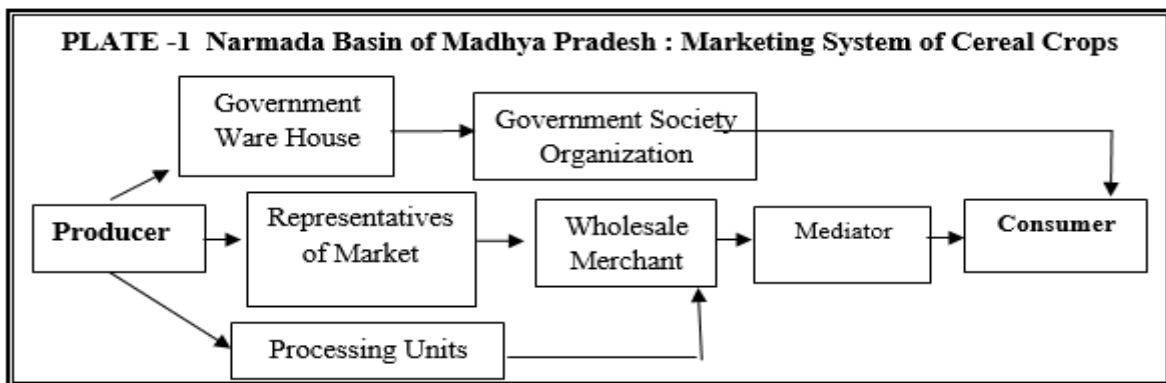 PLATE -1 Narmada Basin of Madhya Pradesh : Marketing System of Cereal Crops
Government
Ware House
Government Society
Organization
Producer
Representatives
of Market
Wholesale
Merchant
Mediator
Consumer
Processing Units